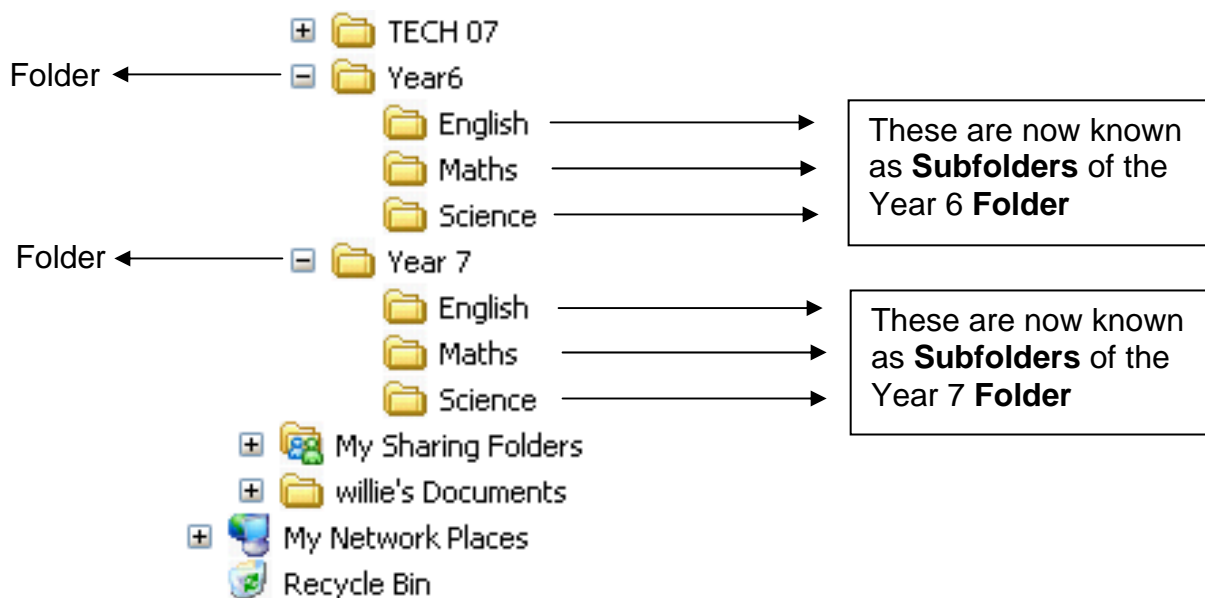 TECH 07
Folder Year6
English
Maths
Science
These are now known
as Subfolders of the
Year 6 Folder
Folder Year 7
English
Maths
Science
These are now known
as Subfolders of the
Year 7 Folder
My Sharing Folders
willie's Documents
My Network Places
Recycle Bin